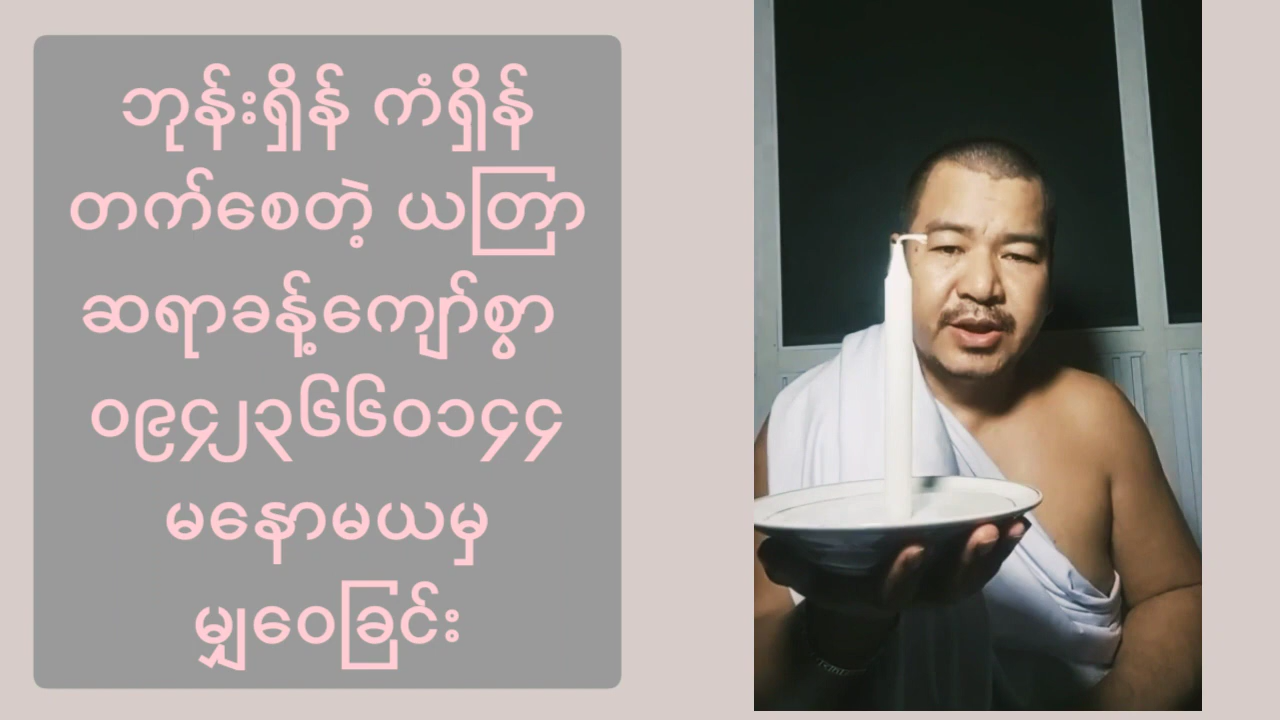 ဘုန်းရှိန် ကံရှိန်
တက်စေတဲ့ ယတြာ
ဆရာခန့်ကျော်စွာ
၀၉၄၂၃၆၆၀၁၄၄
မနောမယမှ
မျှဝေခြင်း